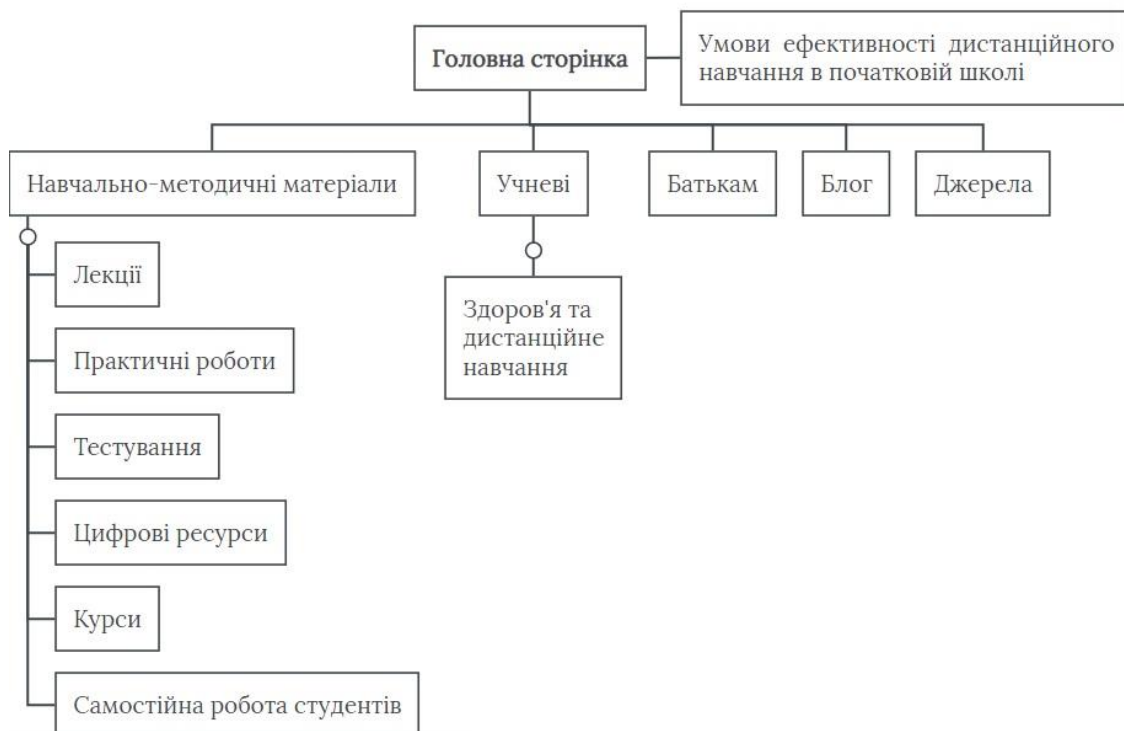 Головна сторінка
Умови ефективності дистанційного
навчання в початковій школі
Навчально-методичні матеріали
Учневі
Батькам
Блог
Джерела
Лекції
Практичні роботи
Тестування
Цифрові ресурси
Курси
Самостійна робота студентів
Здоров'я та
дистанційне
навчання